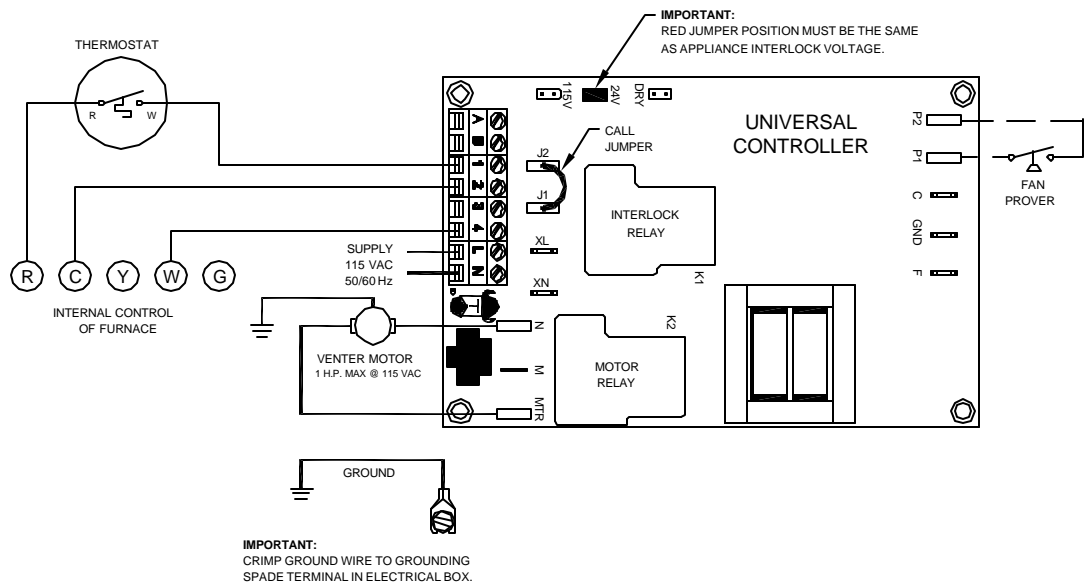 IMPORTANT:
RED JUMPER POSITION MUST BE THE SAME
AS APPLIANCE INTERLOCK VOLTAGE.
THERMOSTAT
R
W
115V
24V
DRY
A
B
1
2
3
4
L
N
CALL
JUMPER
J2
J1
XL
XN
UNIVERSAL
CONTROLLER
INTERLOCK
RELAY
K1
K2
P2
P1
C
GND
F
FAN
PROVER
SUPPLY
115 VAC
50/60 Hz
R
C
Y
W
G
INTERNAL CONTROL
OF FURNACE
T
N
M
MTR
VENTER MOTOR
1 H.P. MAX @ 115 VAC
MOTOR
RELAY
GROUND
IMPORTANT:
CRIMP GROUND WIRE TO GROUNDING
SPADE TERMINAL IN ELECTRICAL BOX.